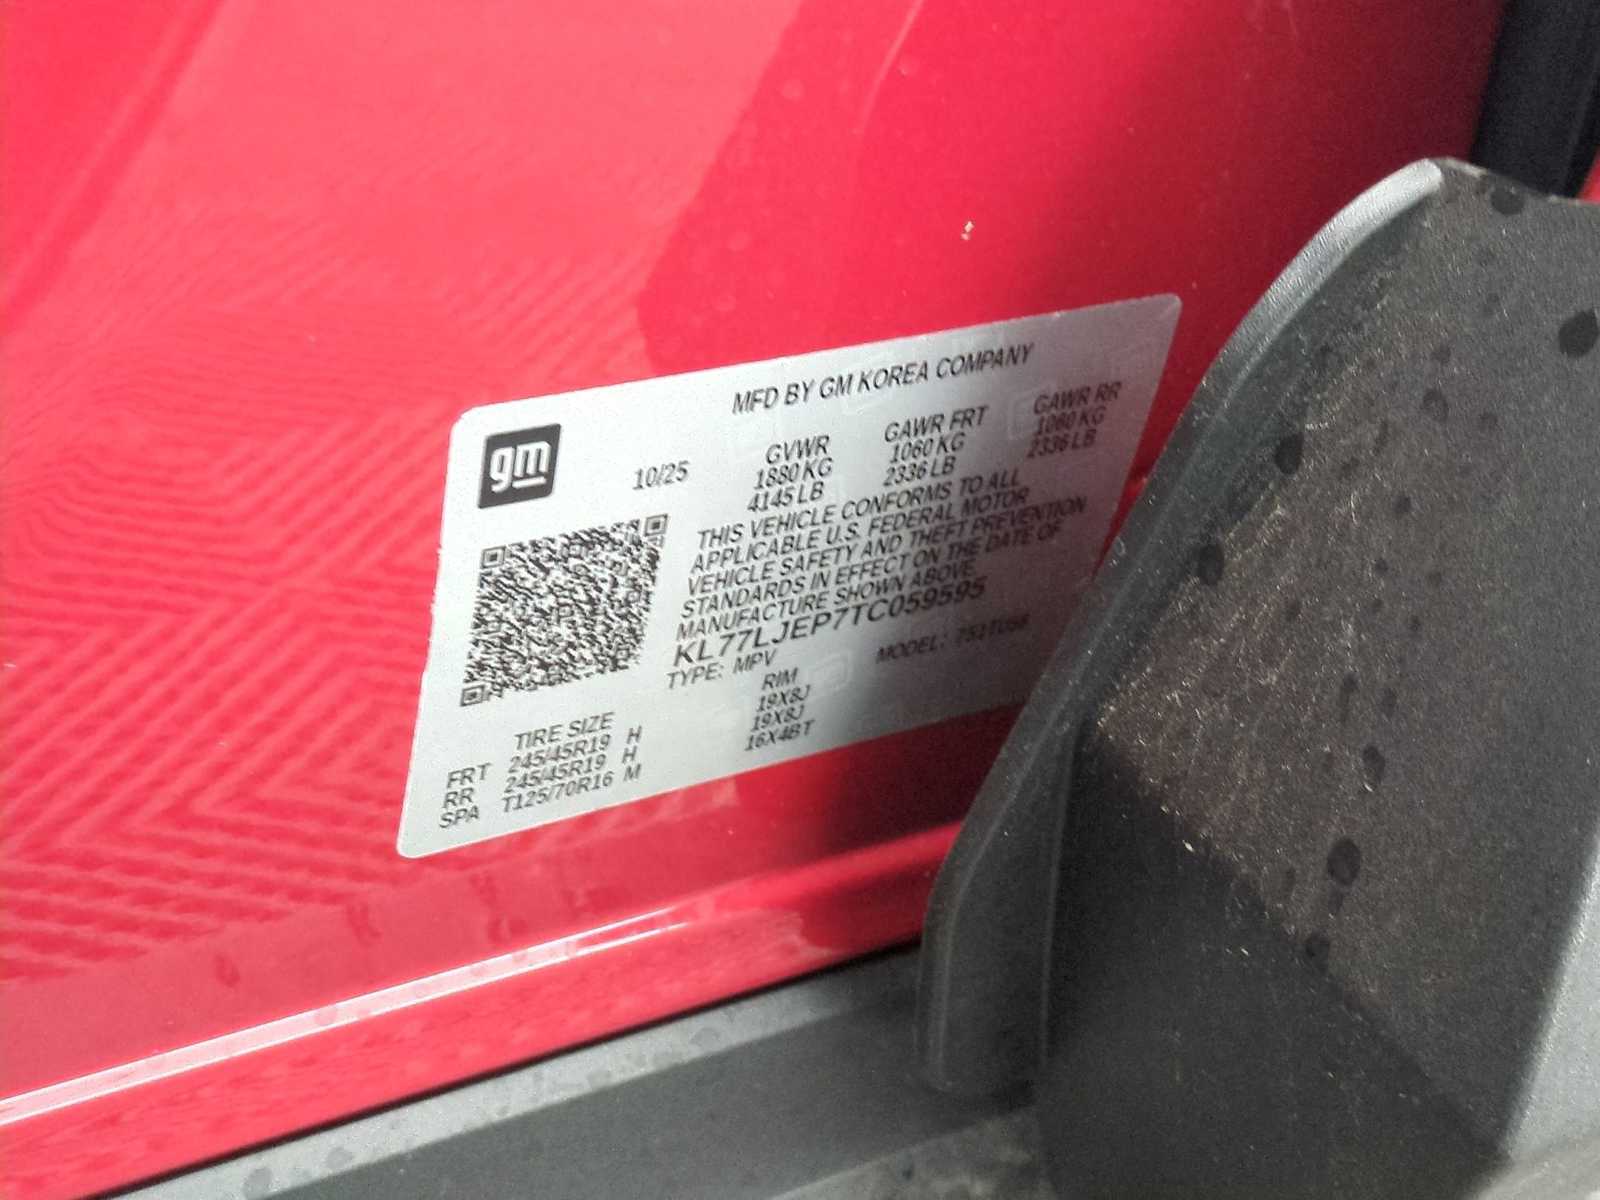 MFD BY GM KOREA COMPANY
gm
10/25
GVWR GAWR FRT GAWR RR
1880 KG 1060 KG 1060 KG
4145 LB 2336 LB 2336 LB
THIS VEHICLE CONFORMS TO ALL
APPLICABLE U.S. FEDERAL MOTOR
VEHICLE SAFETY AND THEFT PREVENTION
STANDARDS IN EFFECT ON THE DATE OF
MANUFACTURE SHOWN ABOVE
KL77LJEP7TC059595
TYPE: MPV MODEL:
TIRE SIZE RIM
FRT 245/45R19 H 19X8J
RR 245/45R19 H 19X8J
SPA T125/70R16 M 16X4BT